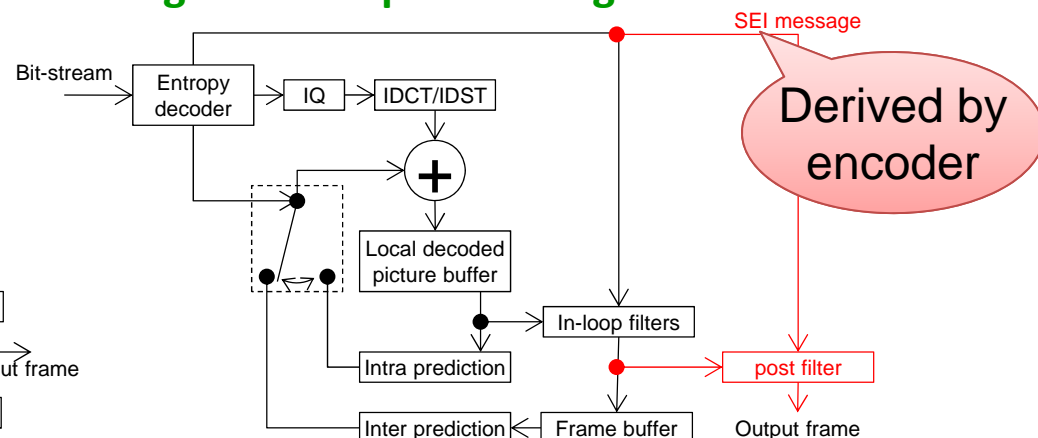 SEI message
Bit-stream
Entropy
decoder
IQ
IDCT/IDST
Derived by
encoder
+
Local decoded
picture buffer
In-loop filters
ut frame
Intra prediction
post filter
Inter prediction
Frame buffer
Output frame